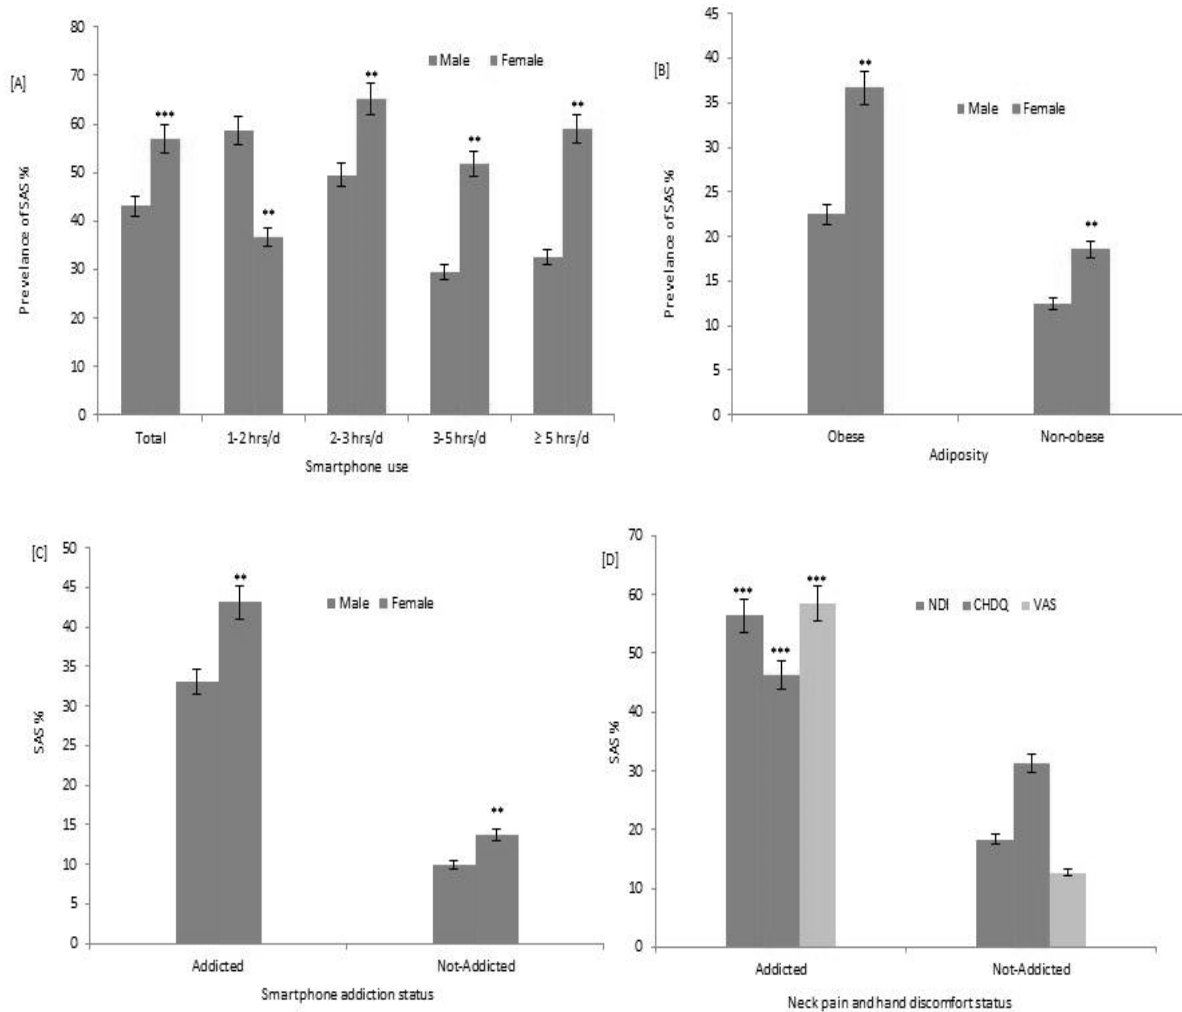 [A]
Prevelance of SAS %
90
80
70
60
50
40
30
20
10
0
Male Female
***
**
**
**
**
Total 1-2 hrs/d 2-3 hrs/d 3-5 hrs/d ≥ 5 hrs/d
Smartphone use
[B]
Prevelance of SAS %
45
40
35
30
25
20
15
10
5
0
Male Female
**
**
Obese Non-obese
Adiposity
[C]
SAS %
50
45
40
35
30
25
20
15
10
5
0
Male Female
**
**
Addicted Not-Addicted
Smartphone addiction status
[D]
SAS %
70
60
50
40
30
20
10
0
NDI CHDQ VAS
***
***
***
Addicted Not-Addicted
Neck pain and hand discomfort status